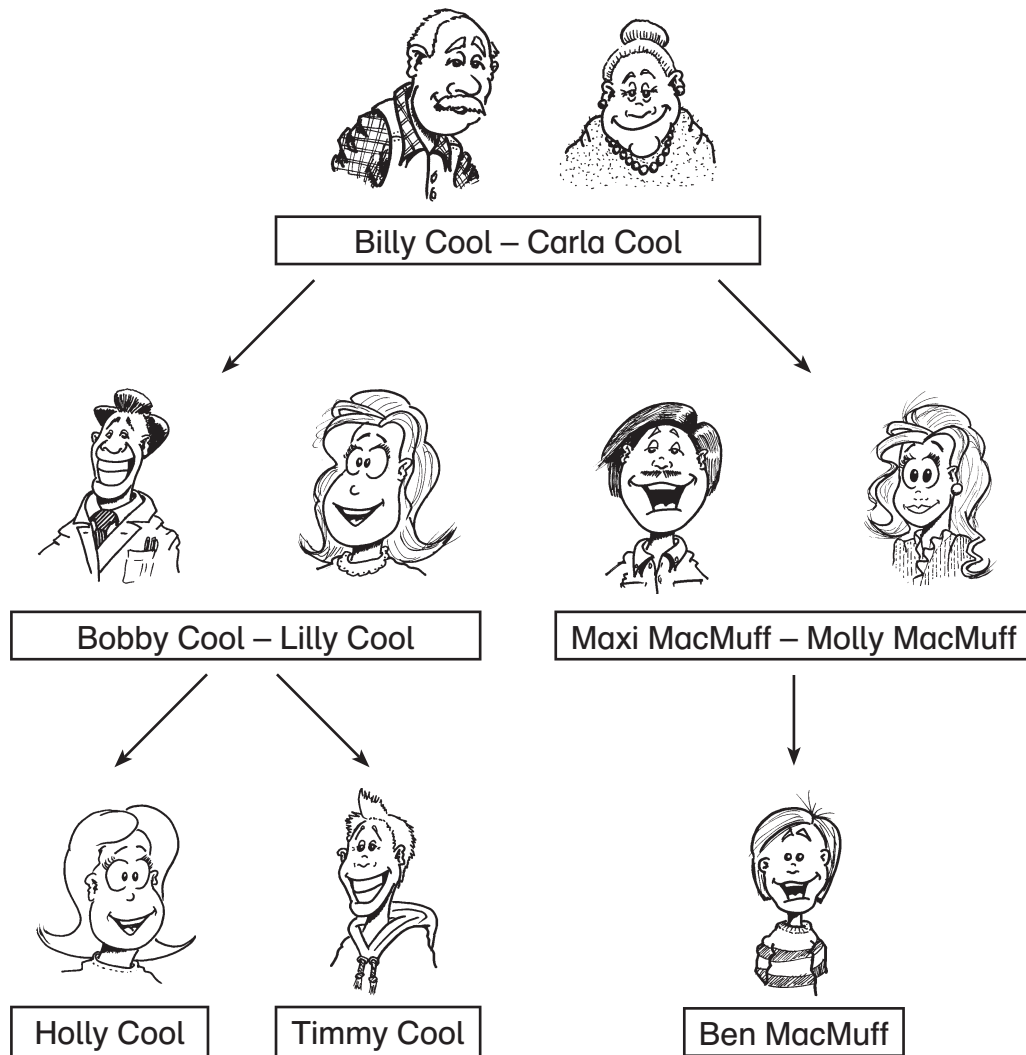 Billy Cool – Carla Cool
Bobby Cool – Lilly Cool
Maxi MacMuff – Molly MacMuff
Holly Cool
Timmy Cool
Ben MacMuff